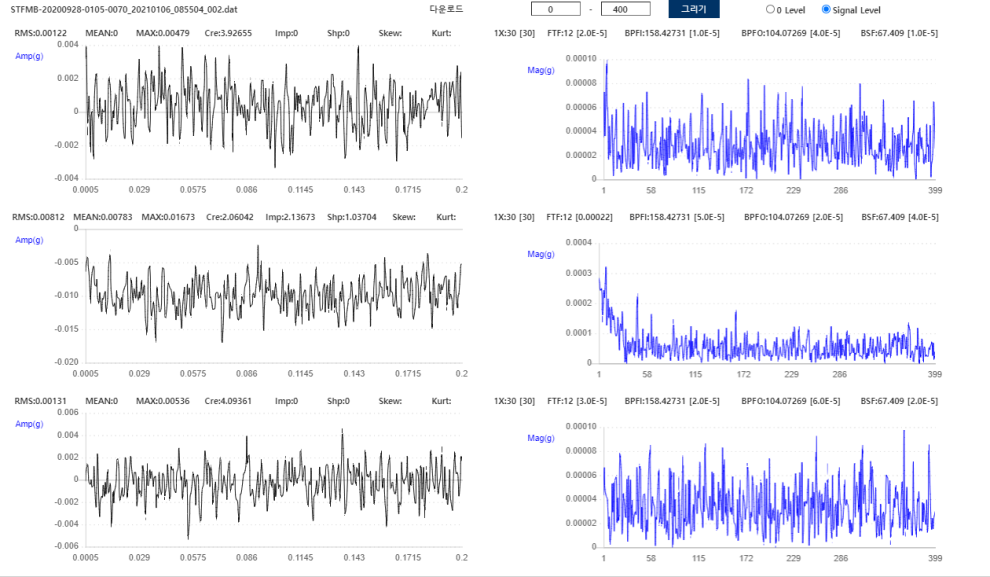 STFMB-20200928-0105-0070_20210106_085504_002.dat 다운로드 0 - 400 그리기 0 Level Signal Level
RMS:0.00122 MEAN:0 MAX:0.00479 Cre:3.92655 Imp:0 Shp:0 Skew: Kurt:
Amp(g)
0.004
0.002
0
-0.002
-0.004
0.0005 0.029 0.0575 0.086 0.1145 0.143 0.1715 0.2
1X:30 [30] FTF:12 [2.0E-5] BPFI:158.42731 [1.0E-5] BPFO:104.07269 [4.0E-5] BSF:67.409 [1.0E-5]
Mag(g)
0.00010
0.00008
0.00006
0.00004
0.00002
0
1 58 115 172 229 286 399
RMS:0.00812 MEAN:0.00783 MAX:0.01673 Cre:2.06042 Imp:2.13673 Shp:1.03704 Skew: Kurt:
Amp(g)
0
-0.005
-0.010
-0.015
-0.020
0.0005 0.029 0.0575 0.086 0.1145 0.143 0.1715 0.2
1X:30 [30] FTF:12 [0.00022] BPFI:158.42731 [5.0E-5] BPFO:104.07269 [2.0E-5] BSF:67.409 [4.0E-5]
Mag(g)
0.0004
0.0003
0.0002
0.0001
0
1 58 115 172 229 286 399
RMS:0.00131 MEAN:0 MAX:0.00536 Cre:4.09361 Imp:0 Shp:0 Skew: Kurt:
Amp(g)
0.006
0.004
0.002
0
-0.002
-0.004
-0.006
0.0005 0.029 0.0575 0.086 0.1145 0.143 0.1715 0.2
1X:30 [30] FTF:12 [3.0E-5] BPFI:158.42731 [2.0E-5] BPFO:104.07269 [6.0E-5] BSF:67.409 [2.0E-5]
Mag(g)
0.00010
0.00008
0.00006
0.00004
0.00002
0
1 58 115 172 229 286 399